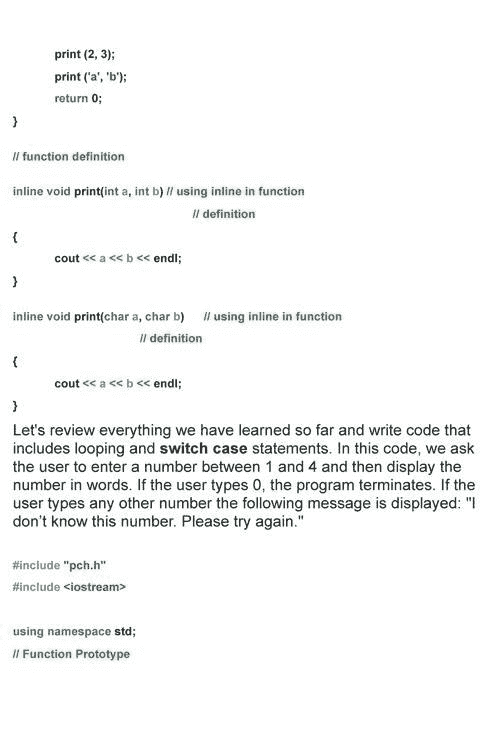 print (2, 3);
print ('a', 'b');
return 0;
}
// function definition
inline void print(int a, int b) // using inline in function
// definition
{
cout << a << b << endl;
}
inline void print(char a, char b) // using inline in function
// definition
{
cout << a << b << endl;
}
Let's review everything we have learned so far and write code that
includes looping and switch case statements. In this code, we ask
the user to enter a number between 1 and 4 and then display the
number in words. If the user types 0, the program terminates. If the
user types any other number the following message is displayed: "I
don’t know this number. Please try again."
#include "pch.h"
#include <iostream>
using namespace std;
// Function Prototype